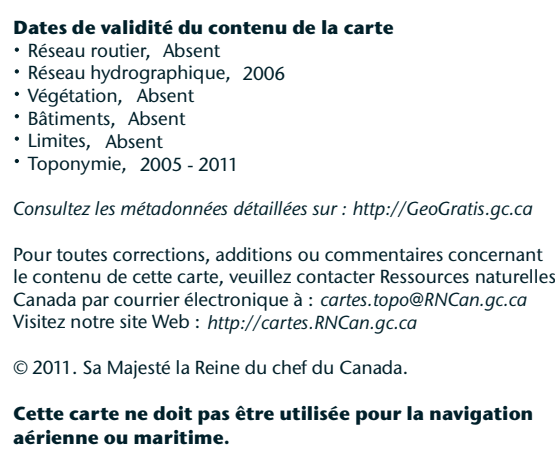 Dates de validité du contenu de la carte
• Réseau routier, Absent
• Réseau hydrographique, 2006
• Végétation, Absent
• Bâtiments, Absent
• Limites, Absent
• Toponymie, 2005 - 2011
Consultez les métadonnées détaillées sur : http://GeoGratis.gc.ca
Pour toutes corrections, additions ou commentaires concernant
le contenu de cette carte, veuillez contacter Ressources naturelles
Canada par courrier électronique à : cartes.topo@RNCan.gc.ca
Visitez notre site Web : http://cartes.RNCan.gc.ca
© 2011. Sa Majesté la Reine du chef du Canada.
Cette carte ne doit pas être utilisée pour la navigation
aérienne ou maritime.